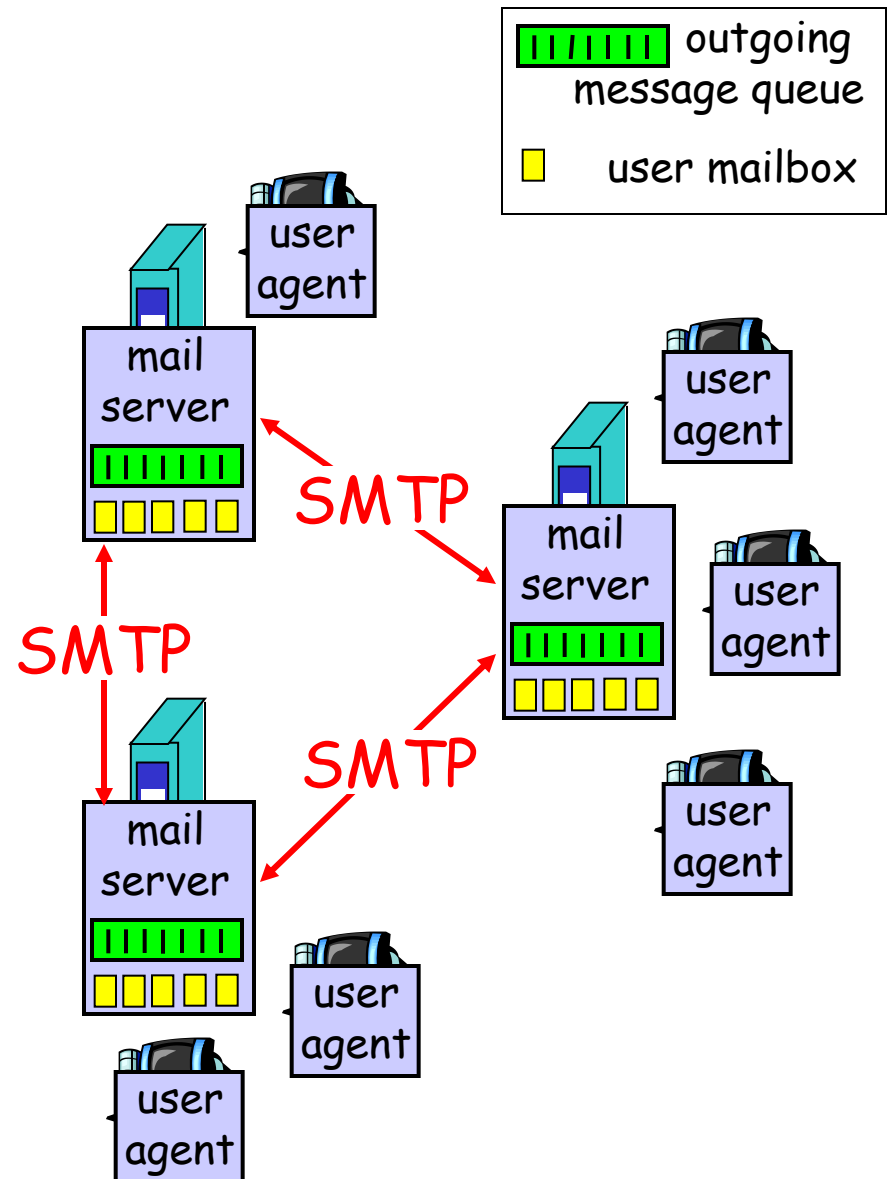 outgoing
message queue
user mailbox
user
agent
mail
server
user
agent
SMTP
mail
server
user
agent
SMTP
SMTP
user
agent
mail
server
user
agent
user
agent